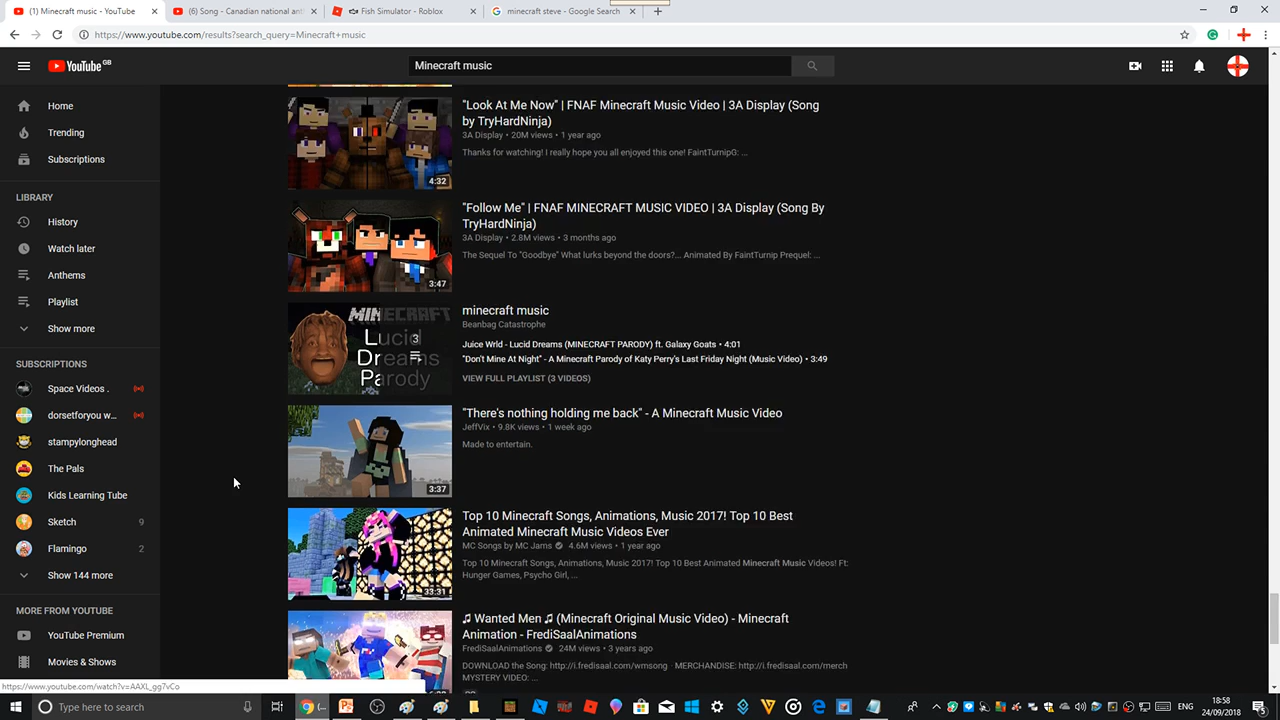 (1) Minecraft music - YouTube
(6) Song - Canadian national ant
Fish Simulator - Roblox
minecraft steve - Google Search
https://www.youtube.com/results?search_query=Minecraft+music
YouTube GB
Minecraft music
Home
Trending
Subscriptions
LIBRARY
History
Watch later
Anthems
Playlist
Show more
SUBSCRIPTIONS
Space Videos .
dorsetforyou w...
stampylonghead
The Pals
Kids Learning Tube
Sketch 9
Flamingo 2
Show 144 more
MORE FROM YOUTUBE
YouTube Premium
Movies & Shows
https://www.youtube.com/watch?v=AAXL_gg7vCo
4:32
"Look At Me Now" | FNAF Minecraft Music Video | 3A Display (Song
by TryHardNinja)
3A Display • 20M views • 1 year ago
Thanks for watching! I really hope you all enjoyed this one! FaintTurnipG: ...
3:47
"Follow Me" | FNAF MINECRAFT MUSIC VIDEO | 3A Display (Song By
TryHardNinja)
3A Display • 2.8M views • 3 months ago
The Sequel To "Goodbye" What lurks beyond the doors?... Animated By FaintTurnip Prequel: ...
MINECRAFT
Lucid
Dreams
Parody
3
minecraft music
Beanbag Catastrophe
Juice Wrld - Lucid Dreams (MINECRAFT PARODY) ft. Galaxy Goats • 4:01
"Don't Mine At Night" - A Minecraft Parody of Katy Perry's Last Friday Night (Music Video) • 3:49
VIEW FULL PLAYLIST (3 VIDEOS)
3:37
"There's nothing holding me back" - A Minecraft Music Video
JeffVix • 9.8K views • 1 week ago
Made to entertain.
33:31
Top 10 Minecraft Songs, Animations, Music 2017! Top 10 Best
Animated Minecraft Music Videos Ever
MC Songs by MC Jams • 4.6M views • 1 year ago
Top 10 Minecraft Songs, Animations, Music 2017! Top 10 Best Animated Minecraft Music Videos! Ft:
Hunger Games, Psycho Girl, ...
♫ Wanted Men ♫ (Minecraft Original Music Video) - Minecraft
Animation - FrediSaalAnimations
FrediSaalAnimations • 24M views • 3 years ago
DOWNLOAD the Song: http://i.fredisaal.com/wmsong · MERCHANDISE: http://i.fredisaal.com/merch
MYSTERY VIDEO: ...
Type here to search
(...
ENG
18:58
24/09/2018